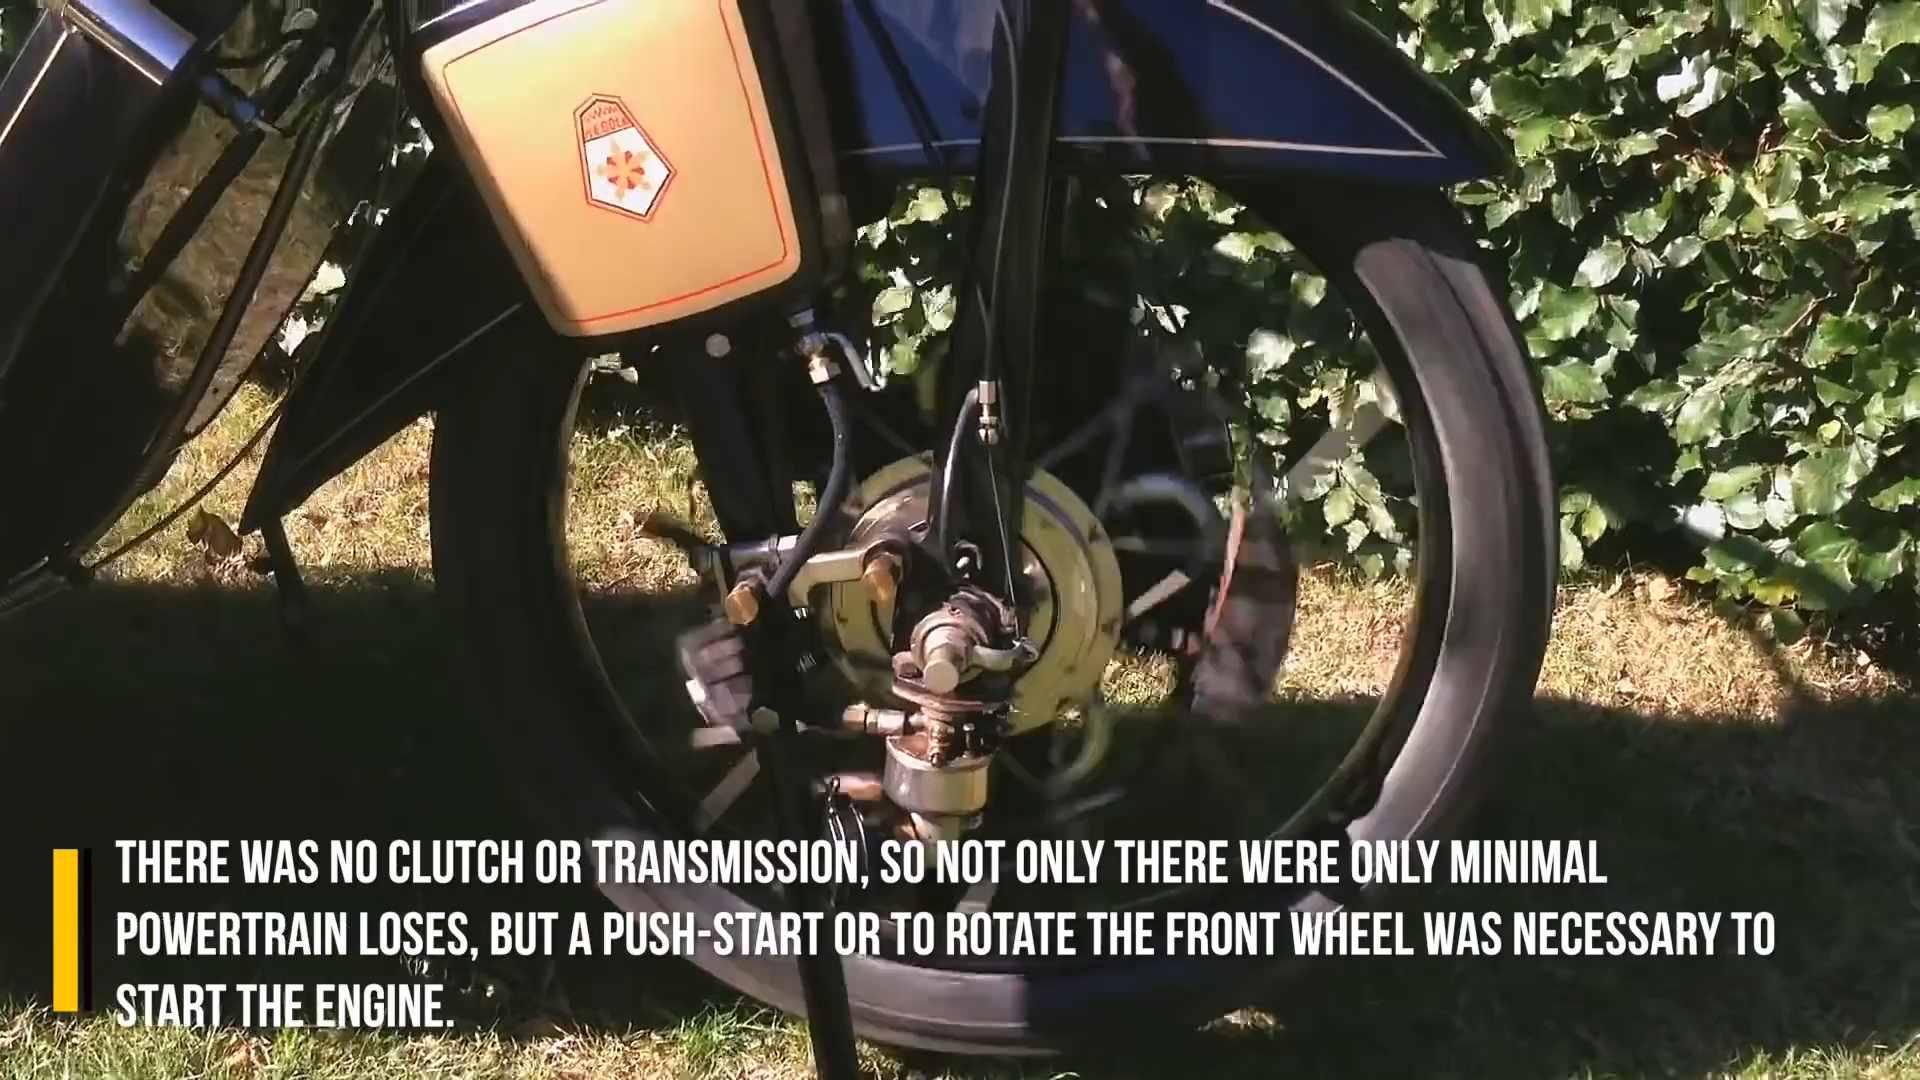 MEGOLA
THERE WAS NO CLUTCH OR TRANSMISSION, SO NOT ONLY THERE WERE ONLY MINIMAL
POWERTRAIN LOSES, BUT A PUSH-START OR TO ROTATE THE FRONT WHEEL WAS NECESSARY TO
START THE ENGINE.